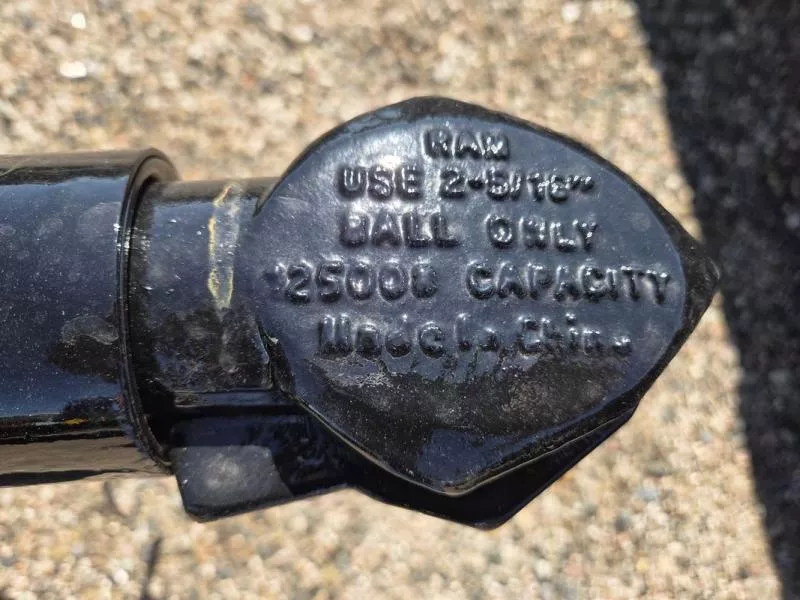 RAM
USE 2-5/16"
BALL ONLY
25000# CAPACITY
Made In China